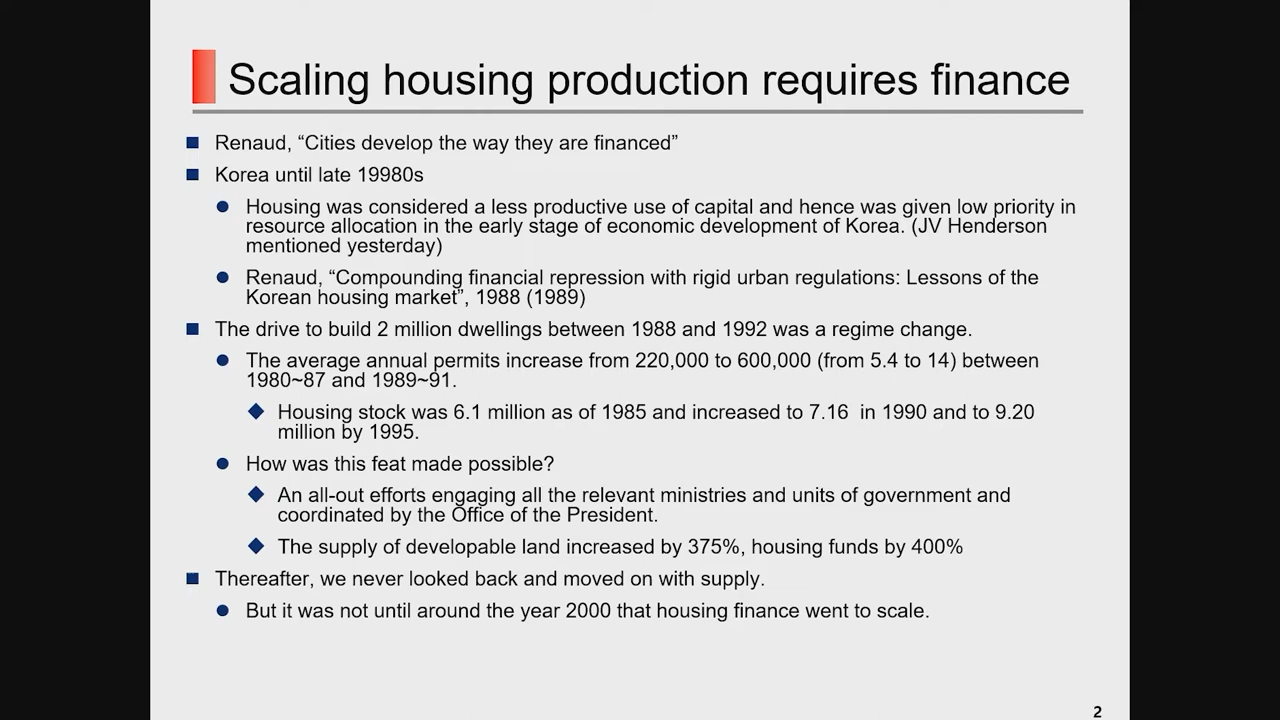 Scaling housing production requires finance
Renaud, “Cities develop the way they are financed”
Korea until late 19980s
Housing was considered a less productive use of capital and hence was given low priority in
resource allocation in the early stage of economic development of Korea. (JV Henderson
mentioned yesterday)
Renaud, “Compounding financial repression with rigid urban regulations: Lessons of the
Korean housing market”, 1988 (1989)
The drive to build 2 million dwellings between 1988 and 1992 was a regime change.
The average annual permits increase from 220,000 to 600,000 (from 5.4 to 14) between
1980~87 and 1989~91.
Housing stock was 6.1 million as of 1985 and increased to 7.16 in 1990 and to 9.20
million by 1995.
How was this feat made possible?
An all-out efforts engaging all the relevant ministries and units of government and
coordinated by the Office of the President.
The supply of developable land increased by 375%, housing funds by 400%
Thereafter, we never looked back and moved on with supply.
But it was not until around the year 2000 that housing finance went to scale.
2